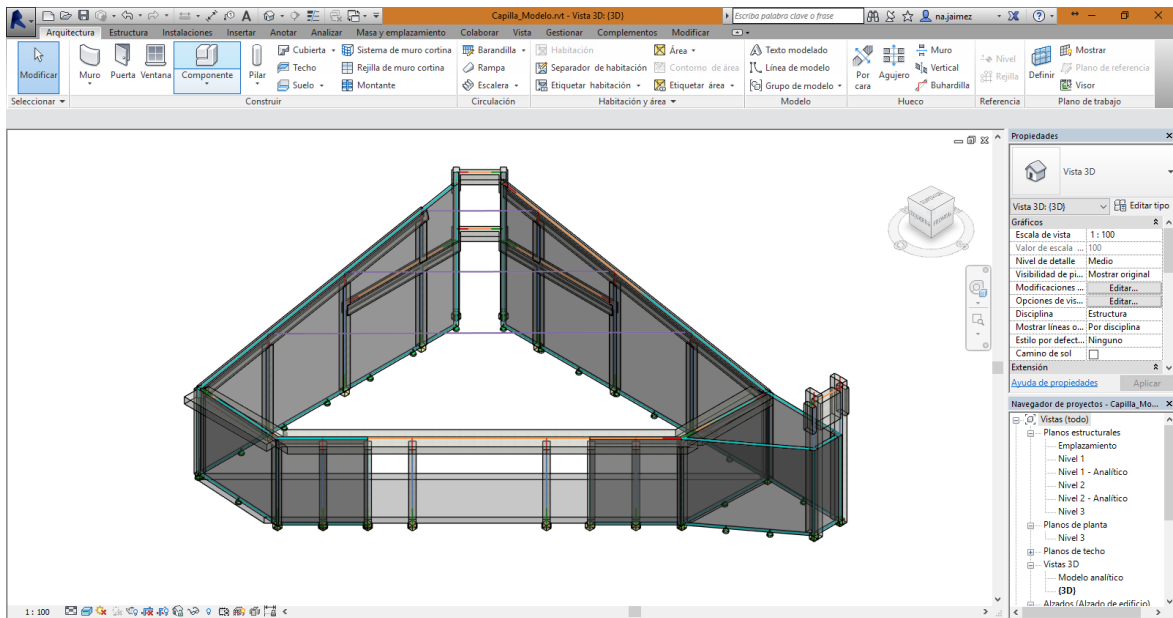 Capilla_Modelo.rvt - Vista 3D: {3D}
Escriba palabra clave o frase
na.jaimez
Arquitectura Estructura Instalaciones Insertar Anotar Analizar Masa y emplazamiento Colaborar Vista Gestionar Complementos Modificar
Modificar
Muro
Puerta
Ventana
Componente
Pilar
Cubierta
Techo
Suelo
Sistema de muro cortina
Rejilla de muro cortina
Montante
Barandilla
Rampa
Escalera
Habitación
Separador de habitación
Etiquetar habitación
Área
Contorno de área
Etiquetar área
Texto modelado
Línea de modelo
Grupo de modelo
Por cara
Agujero
Muro
Vertical
Buhardilla
Nivel
Rejilla
Definir
Mostrar
Plano de referencia
Visor
Seleccionar
Construir
Circulación
Habitación y área
Modelo
Hueco
Referencia
Plano de trabajo
Propiedades
Vista 3D
Vista 3D: {3D}
Editar tipo
Gráficos
Escala de vista 1 : 100
Valor de escala ... 100
Nivel de detalle Medio
Visibilidad de pi... Mostrar original
Modificaciones ... Editar...
Opciones de vis... Editar...
Disciplina Estructura
Mostrar líneas o... Por disciplina
Estilo por defect... Ninguno
Camino de sol
Extensión
Ayuda de propiedades
Aplicar
Navegador de proyectos - Capilla_Mo...
Vistas (todo)
Planos estructurales
Emplazamiento
Nivel 1
Nivel 1 - Analítico
Nivel 2
Nivel 2 - Analítico
Nivel 3
Planos de planta
Nivel 3
Planos de techo
Vistas 3D
Modelo analítico
{3D}
Alzados (Alzado de edificio)
1 : 100